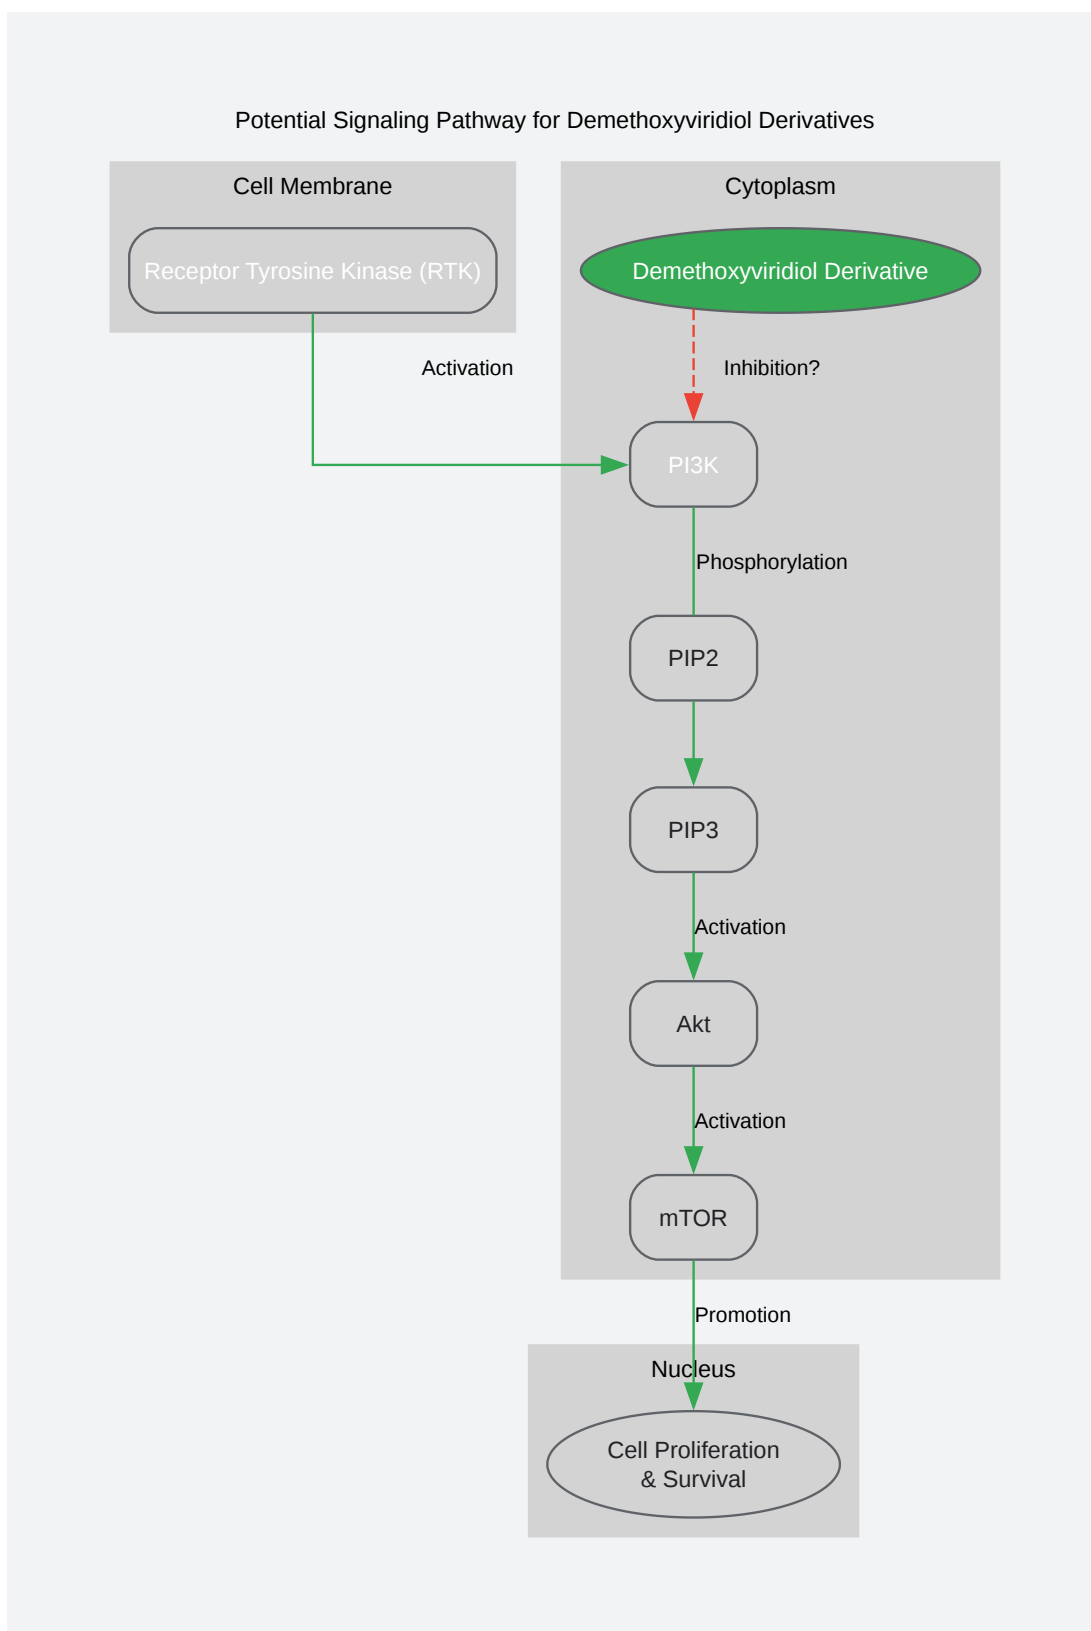 Potential Signaling Pathway for Demethoxyviridiol Derivatives
Cell Membrane
Receptor Tyrosine Kinase (RTK)
Activation
Cytoplasm
Demethoxyviridiol Derivative
Inhibition?
PI3K
Phosphorylation
PIP2
PIP3
Activation
Akt
Activation
mTOR
Promotion
Nucleus
Cell Proliferation
& Survival